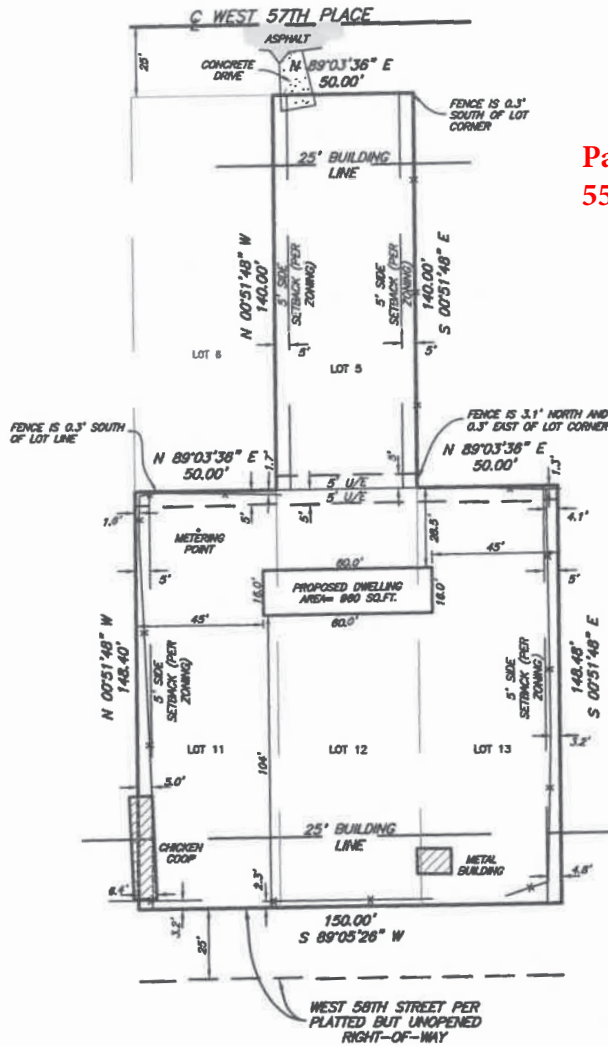 ℄ WEST 57TH PLACE
ASPHALT
25'
CONCRETE
DRIVE
N 89°03'36" E
50.00'
FENCE IS 0.3'
SOUTH OF LOT
CORNER
Pa
55
25' BUILDING
LINE
N 00°51'48" W
140.00'
5' SIDE
SETBACK (PER
ZONING)
5' SIDE
SETBACK (PER
ZONING)
140.00'
S 00°51'48" E
5'
5'
LOT 6
LOT 5
FENCE IS 0.3' SOUTH
OF LOT LINE
FENCE IS 3.1' NORTH AND
0.3' EAST OF LOT CORNER
N 89°03'36" E
50.00'
1.7'
5'
N 89°03'36" E
50.00'
1.3'
5' U/E
5' U/E
METERING
POINT
5'
5'
28.5'
4.1'
5'
45'
5'
60.0'
16.0'
PROPOSED DWELLING
AREA= 960 SQ.FT.
16.0'
60.0'
45'
N 00°51'48" W
148.40'
5' SIDE
SETBACK (PER
ZONING)
5' SIDE
SETBACK (PER
ZONING)
148.48'
S 00°51'48" E
3.2'
LOT 11
LOT 12
LOT 13
104'
5.0'
25' BUILDING
LINE
CHICKEN
COOP
METAL
BUILDING
2.3'
3.2'
25'
150.00'
S 89°05'26" W
WEST 58TH STREET PER
PLATTED BUT UNOPENED
RIGHT-OF-WAY